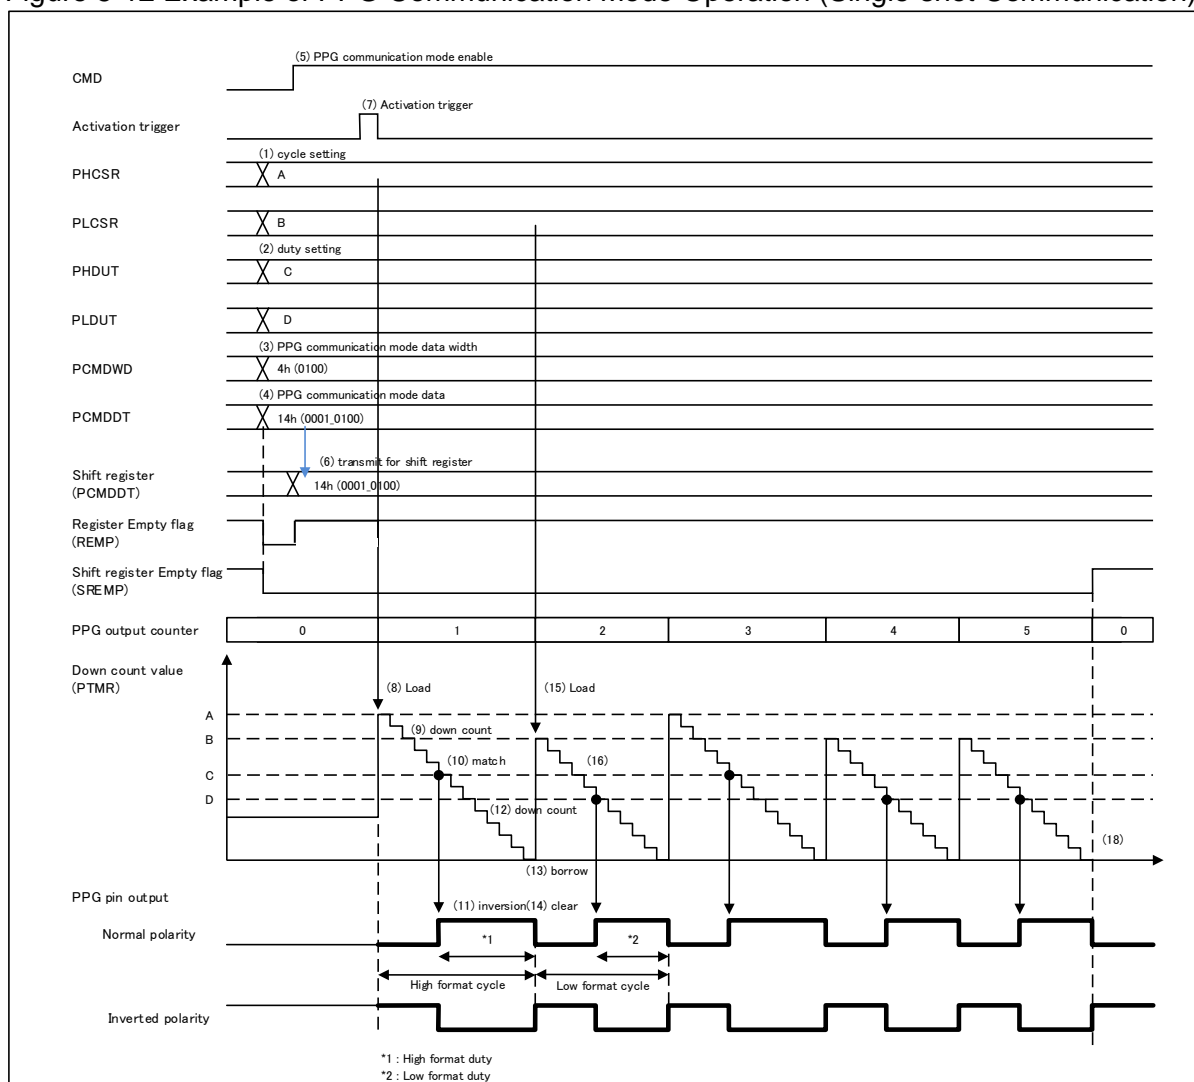 Figure 5-12 Example of PPG Communication Mode Operation (Single-shot Communication)
(5) PPG communication mode enable
CMD
(7) Activation trigger
Activation trigger
(1) cycle setting
PHCSR
A
PLCSR
B
(2) duty setting
PHDUT
C
PLDUT
D
(3) PPG communication mode data width
PCMDWD
4h (0100)
(4) PPG communication mode data
PCMDDT
14h (0001_0100)
(6) transmit for shift register
Shift register
(PCMDDT)
14h (0001_0100)
Register Empty flag
(REMP)
Shift register Empty flag
(SREMP)
PPG output counter
0 1 2 3 4 5 0
Down count value
(PTMR)
(8) Load
(15) Load
A
(9) down count
B
(10) match
(16)
C
D
(12) down count
(18)
(13) borrow
PPG pin output
(11) inversion(14) clear
Normal polarity
*1
*2
High format cycle
Low format cycle
Inverted polarity
*1 : High format duty
*2 : Low format duty